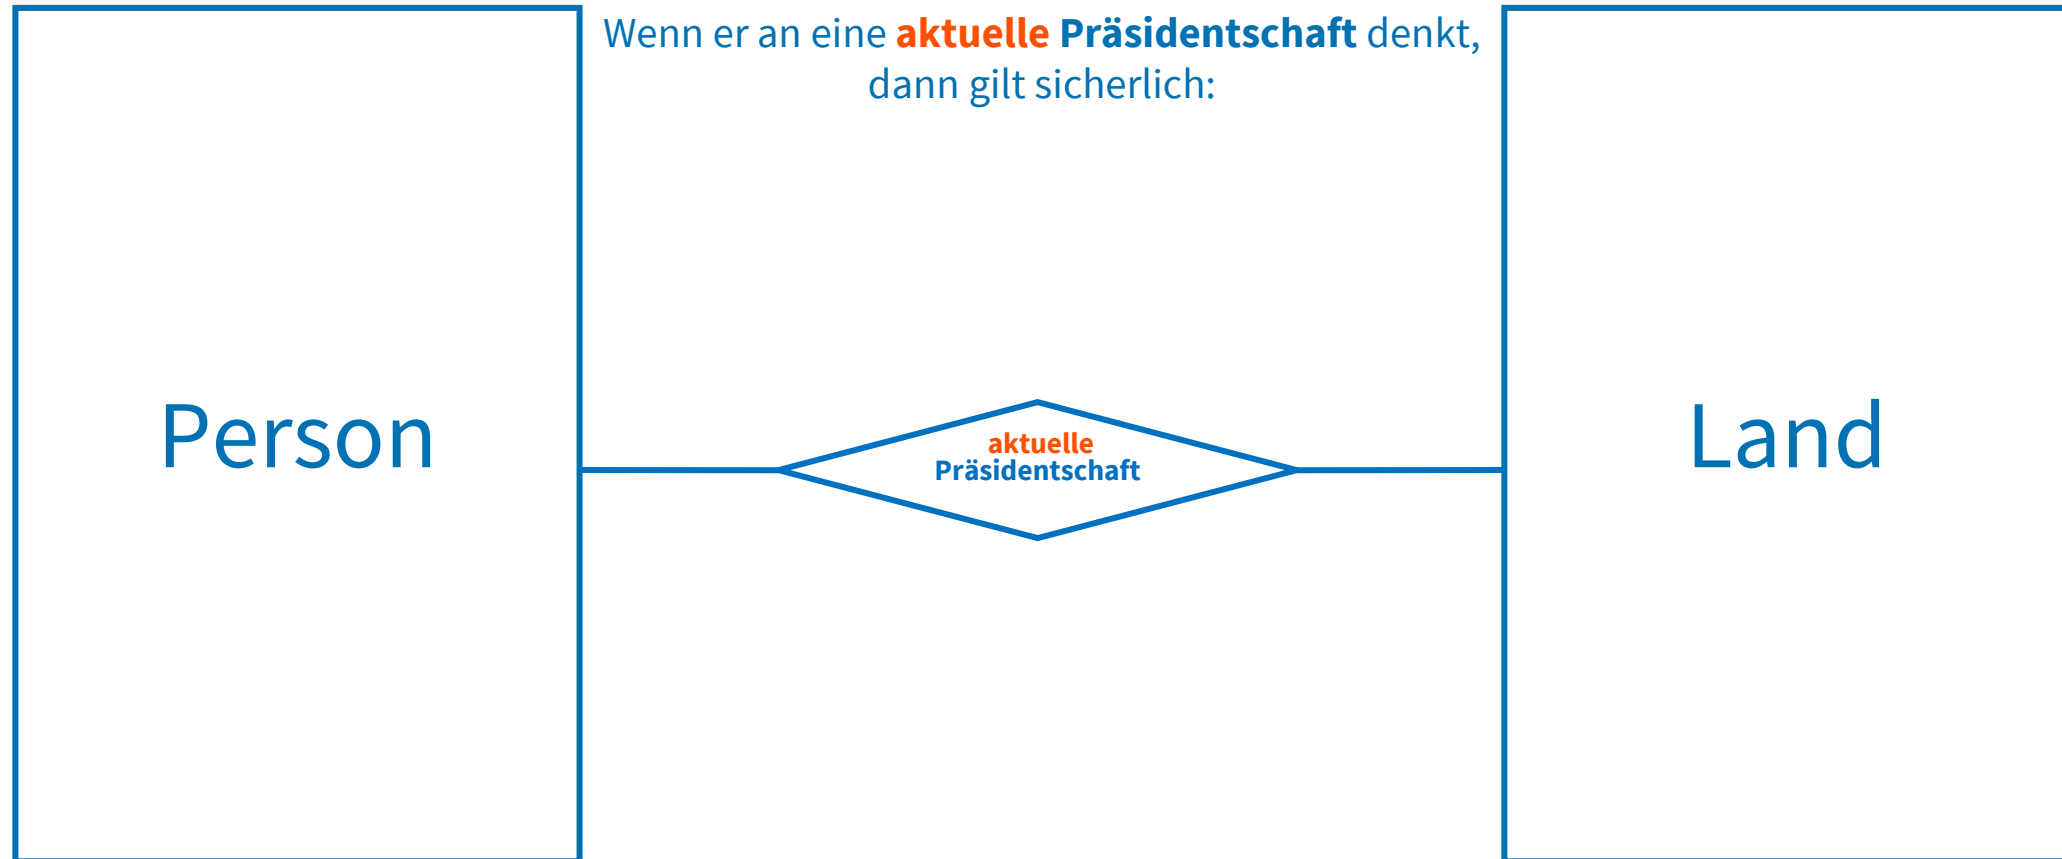 Wenn er an eine aktuelle Präsidentschaft denkt,
dann gilt sicherlich:
Person
aktuelle
Präsidentschaft
Land